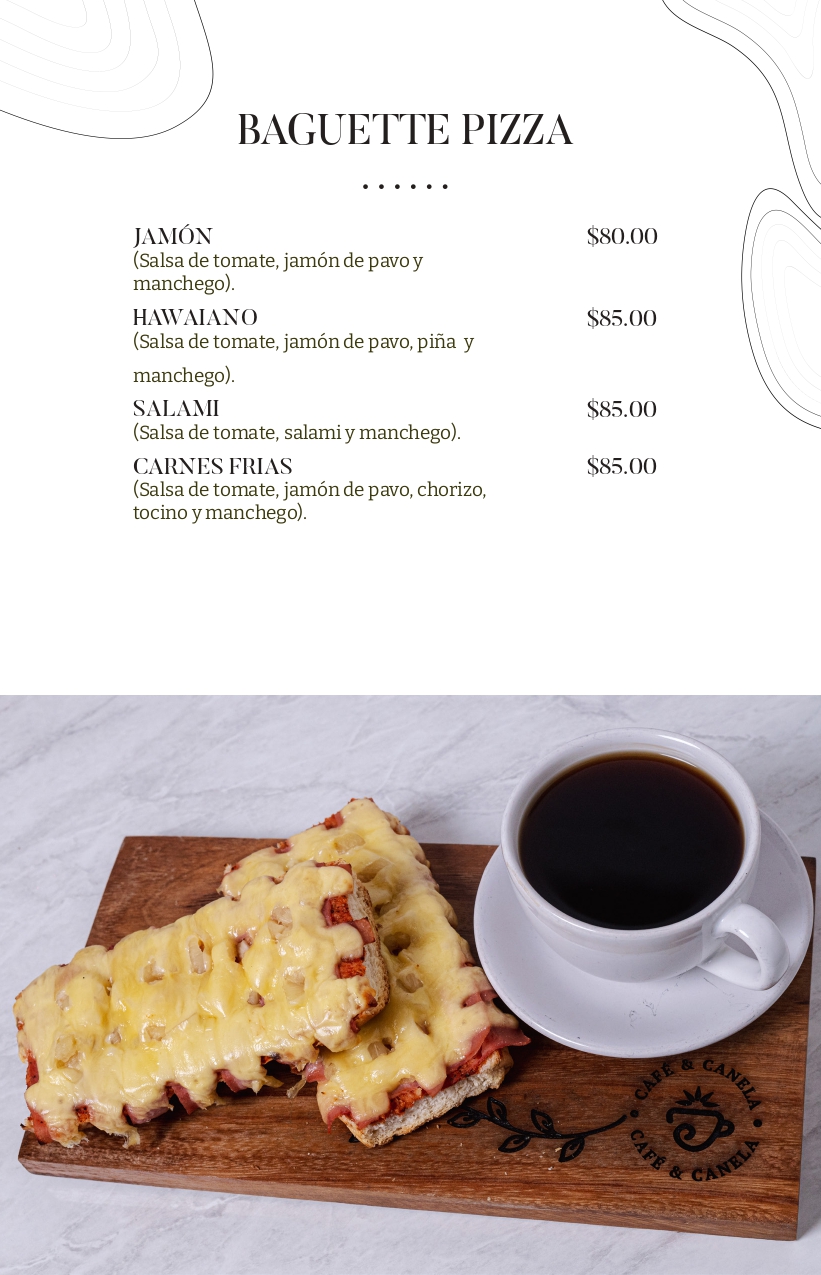 BAGUETTE PIZZA
JAMÓN $80.00
(Salsa de tomate, jamón de pavo y
manchego).
HAWAIANO $85.00
(Salsa de tomate, jamón de pavo, piña  y
manchego).
SALAMI $85.00
(Salsa de tomate, salami y manchego).
CARNES FRIAS $85.00
(Salsa de tomate, jamón de pavo, chorizo,
tocino y manchego).
CAFÉ & CANELA
CAFÉ & CANELA